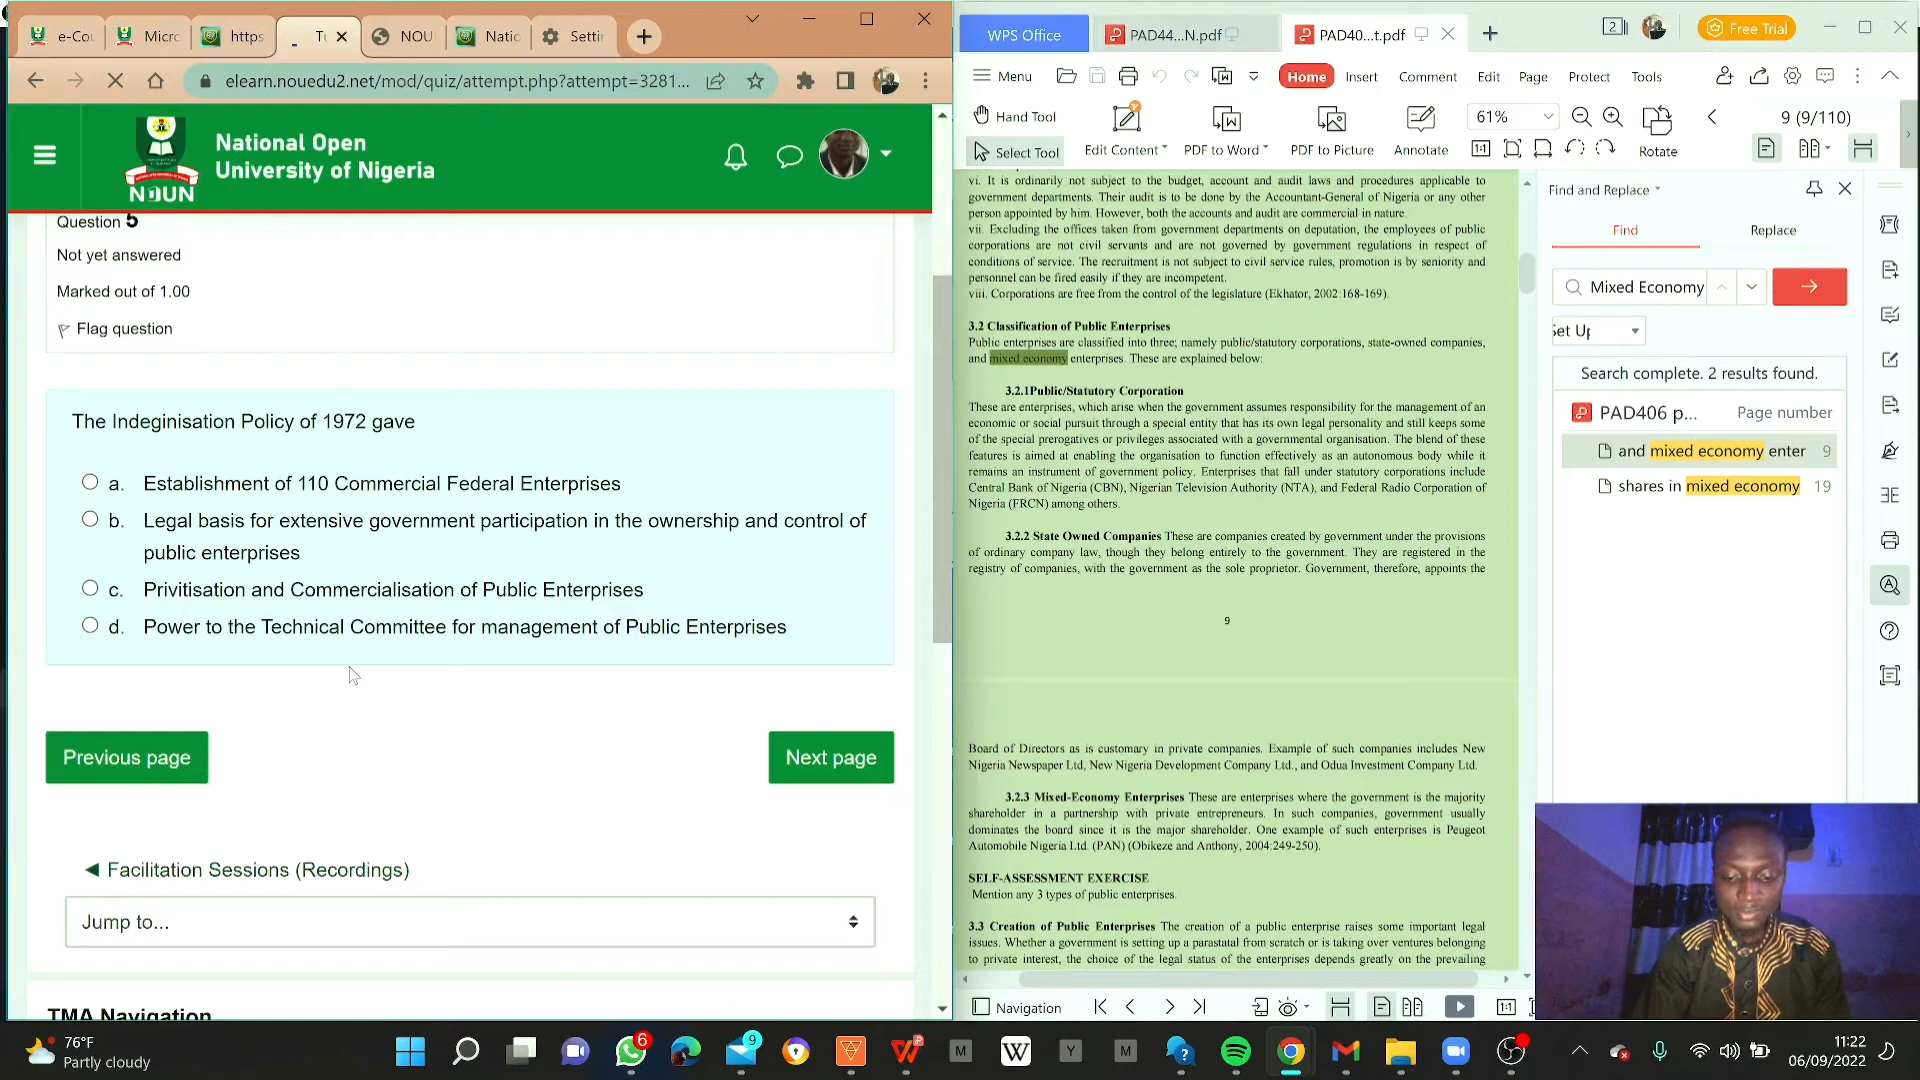 e-Cou
Micro
https
Tu
NOU
Natio
Settin
elearn.nouedu2.net/mod/quiz/attempt.php?attempt=3281...
National Open
University of Nigeria
NOUN
Question 5
Not yet answered
Marked out of 1.00
Flag question
The Indeginisation Policy of 1972 gave
a. Establishment of 110 Commercial Federal Enterprises
b. Legal basis for extensive government participation in the ownership and control of
public enterprises
c. Privitisation and Commercialisation of Public Enterprises
d. Power to the Technical Committee for management of Public Enterprises
Previous page
Next page
◄ Facilitation Sessions (Recordings)
Jump to...
TMA Navigation
WPS Office
PAD44...N.pdf
PAD40...t.pdf
2
Free Trial
Menu
Home
Insert
Comment
Edit
Page
Protect
Tools
Hand Tool
Select Tool
Edit Content
PDF to Word
PDF to Picture
Annotate
61%
Rotate
9 (9/110)
vi. It is ordinarily not subject to the budget, account and audit laws and procedures applicable to
government departments. Their audit is to be done by the Accountant-General of Nigeria or any other
person appointed by him. However, both the accounts and audit are commercial in nature.
vii. Excluding the offices taken from government departments on deputation, the employees of public
corporations are not civil servants and are not governed by government regulations in respect of
conditions of service. The recruitment is not subject to civil service rules, promotion is by seniority and
personnel can be fired easily if they are incompetent.
viii. Corporations are free from the control of the legislature (Ekhator, 2002:168-169).
3.2 Classification of Public Enterprises
Public enterprises are classified into three; namely public/statutory corporations, state-owned companies,
and mixed economy enterprises. These are explained below:
3.2.1Public/Statutory Corporation
These are enterprises, which arise when the government assumes responsibility for the management of an
economic or social pursuit through a special entity that has its own legal personality and still keeps some
of the special prerogatives or privileges associated with a governmental organisation. The blend of these
features is aimed at enabling the organisation to function effectively as an autonomous body while it
remains an instrument of government policy. Enterprises that fall under statutory corporations include
Central Bank of Nigeria (CBN), Nigerian Television Authority (NTA), and Federal Radio Corporation of
Nigeria (FRCN) among others.
3.2.2 State Owned Companies These are companies created by government under the provisions
of ordinary company law, though they belong entirely to the government. They are registered in the
registry of companies, with the government as the sole proprietor. Government, therefore, appoints the
9
Board of Directors as is customary in private companies. Example of such companies includes New
Nigeria Newspaper Ltd, New Nigeria Development Company Ltd., and Odua Investment Company Ltd.
3.2.3 Mixed-Economy Enterprises These are enterprises where the government is the majority
shareholder in a partnership with private entrepreneurs. In such companies, government usually
dominates the board since it is the major shareholder. One example of such enterprises is Peugeot
Automobile Nigeria Ltd. (PAN) (Obikeze and Anthony, 2004:249-250).
SELF-ASSESSMENT EXERCISE
Mention any 3 types of public enterprises.
3.3 Creation of Public Enterprises The creation of a public enterprise raises some important legal
issues. Whether a government is setting up a parastatal from scratch or is taking over ventures belonging
to private interest, the choice of the legal status of the enterprises depends greatly on the prevailing
Navigation
Find and Replace
Find
Replace
Mixed Economy
Set Up
Search complete. 2 results found.
PAD406 p... Page number
and mixed economy enter 9
shares in mixed economy 19
76°F
Partly cloudy
6
9
M
W
Y
M
11:22
06/09/2022